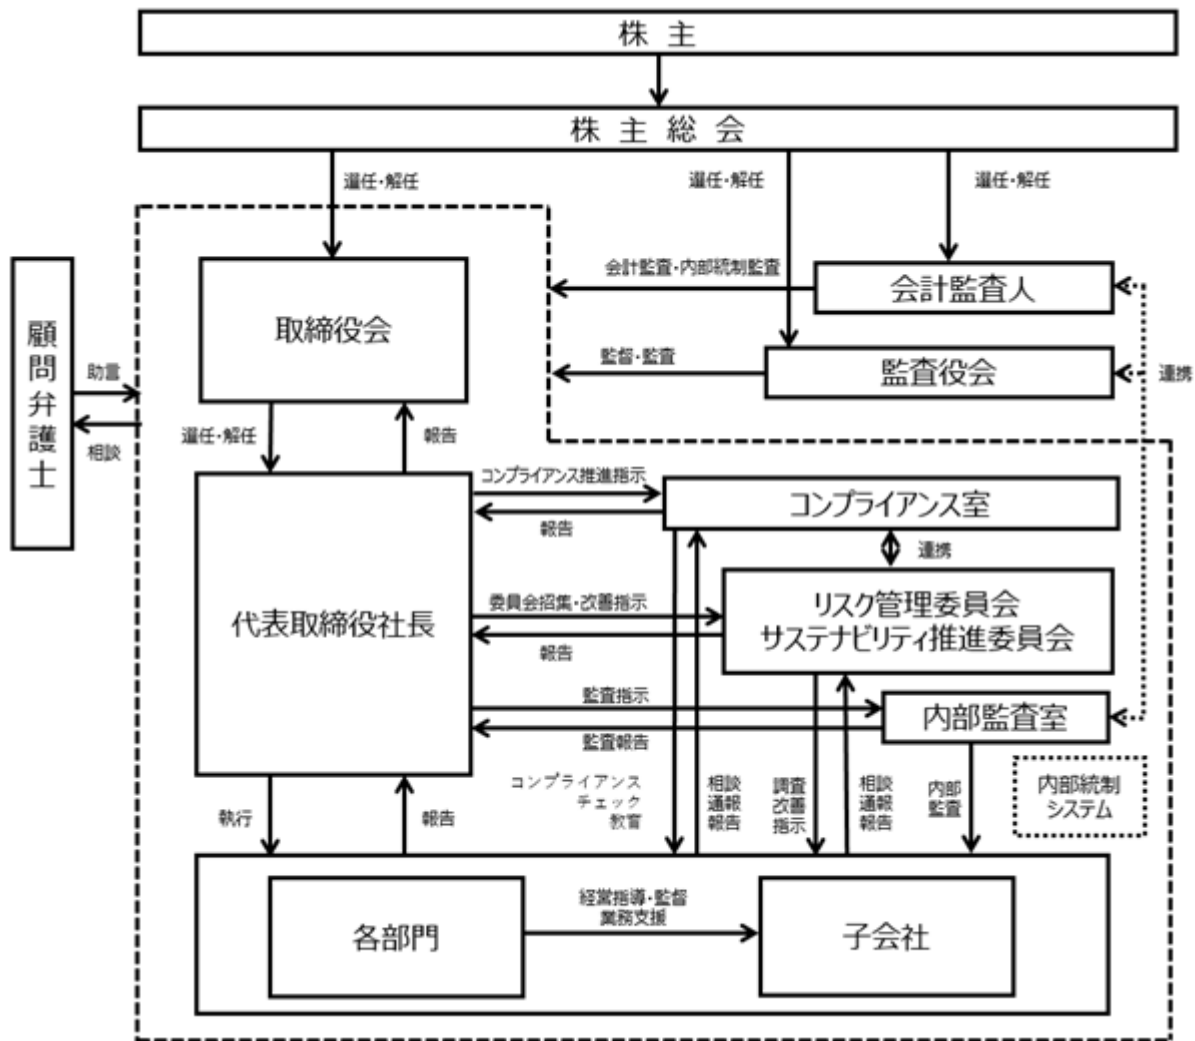 株主
株主総会
選任・解任
選任・解任
選任・解任
会計監査・内部統制監査
会計監査人
取締役会
監督・監査
監査役会
連携
顧問弁護士
助言
相談
選任・解任
報告
コンプライアンス推進指示
報告
コンプライアンス室
連携
代表取締役社長
委員会招集・改善指示
報告
リスク管理委員会
サステナビリティ推進委員会
監査指示
監査報告
内部監査室
執行
報告
コンプライアンス
チェック
教育
相談
通報
報告
調査
改善
指示
相談
通報
報告
内部
監査
内部統制
システム
各部門
経営指導・監督
業務支援
子会社